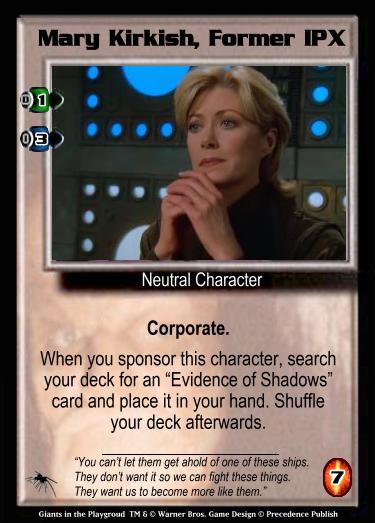 Mary Kirkish, Former IPX
D 1
3
Neutral Character
Corporate.
When you sponsor this character, search
your deck for an “Evidence of Shadows”
card and place it in your hand. Shuffle
your deck afterwards.
“You can’t let them get ahold of one of these ships.
They don’t want it so we can fight these things.
They want us to become more like them.”
7
Giants in the Playgroud TM & © Warner Bros. Game Design © Precedence Publish